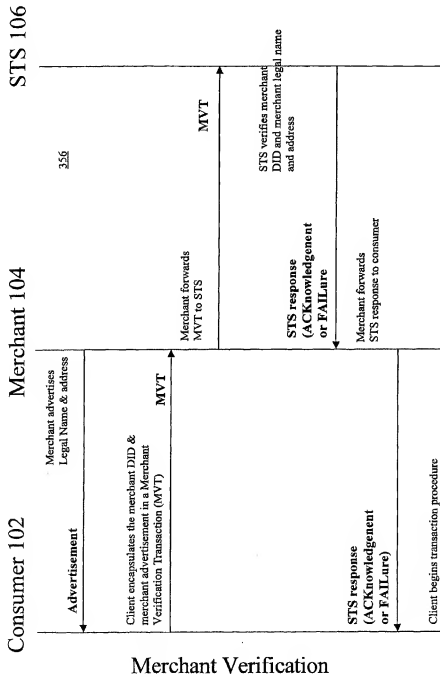 Merchant Verification
Consumer 102
Merchant 104
STS 106
Merchant advertises
Legal Name & address
356
Advertisement
Client encapsulates the merchant DID &
merchant advertisement in a Merchant
Verification Transaction (MVT)
MVT
Merchant forwards
MVT to STS
MVT
STS verifies merchant
DID and merchant legal name
and address
STS response
(ACKnowledgenent
or FAILure
Merchant forwards
STS response to consumer
STS response
(ACKnowledgenent
or FAILure)
Client begins transaction procedure